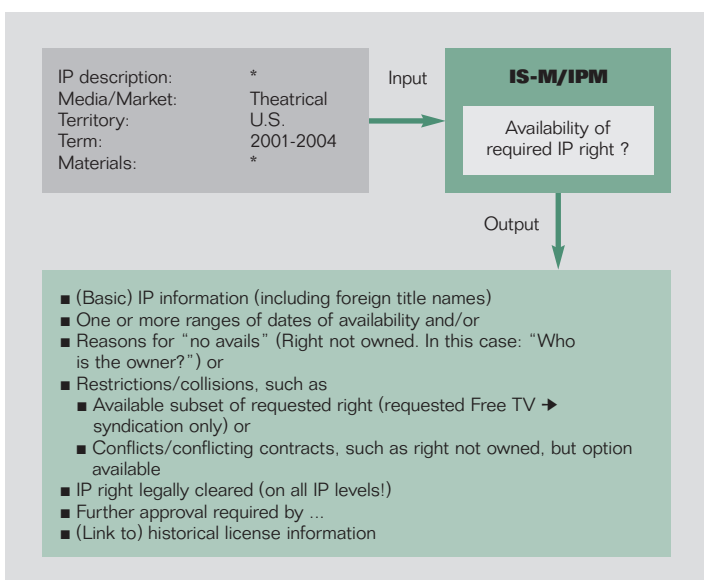 IP description: *
Media/Market: Theatrical
Territory: U.S.
Term: 2001-2004
Materials: *
Input
IS-M/IPM
Availability of
required IP right ?
Output
■ (Basic) IP information (including foreign title names)
■ One or more ranges of dates of availability and/or
■ Reasons for “no avails” (Right not owned. In this case: “Who
is the owner?”) or
■ Restrictions/collisions, such as
■ Available subset of requested right (requested Free TV →
syndication only) or
■ Conflicts/conflicting contracts, such as right not owned, but option
available
■ IP right legally cleared (on all IP levels!)
■ Further approval required by ...
■ (Link to) historical license information